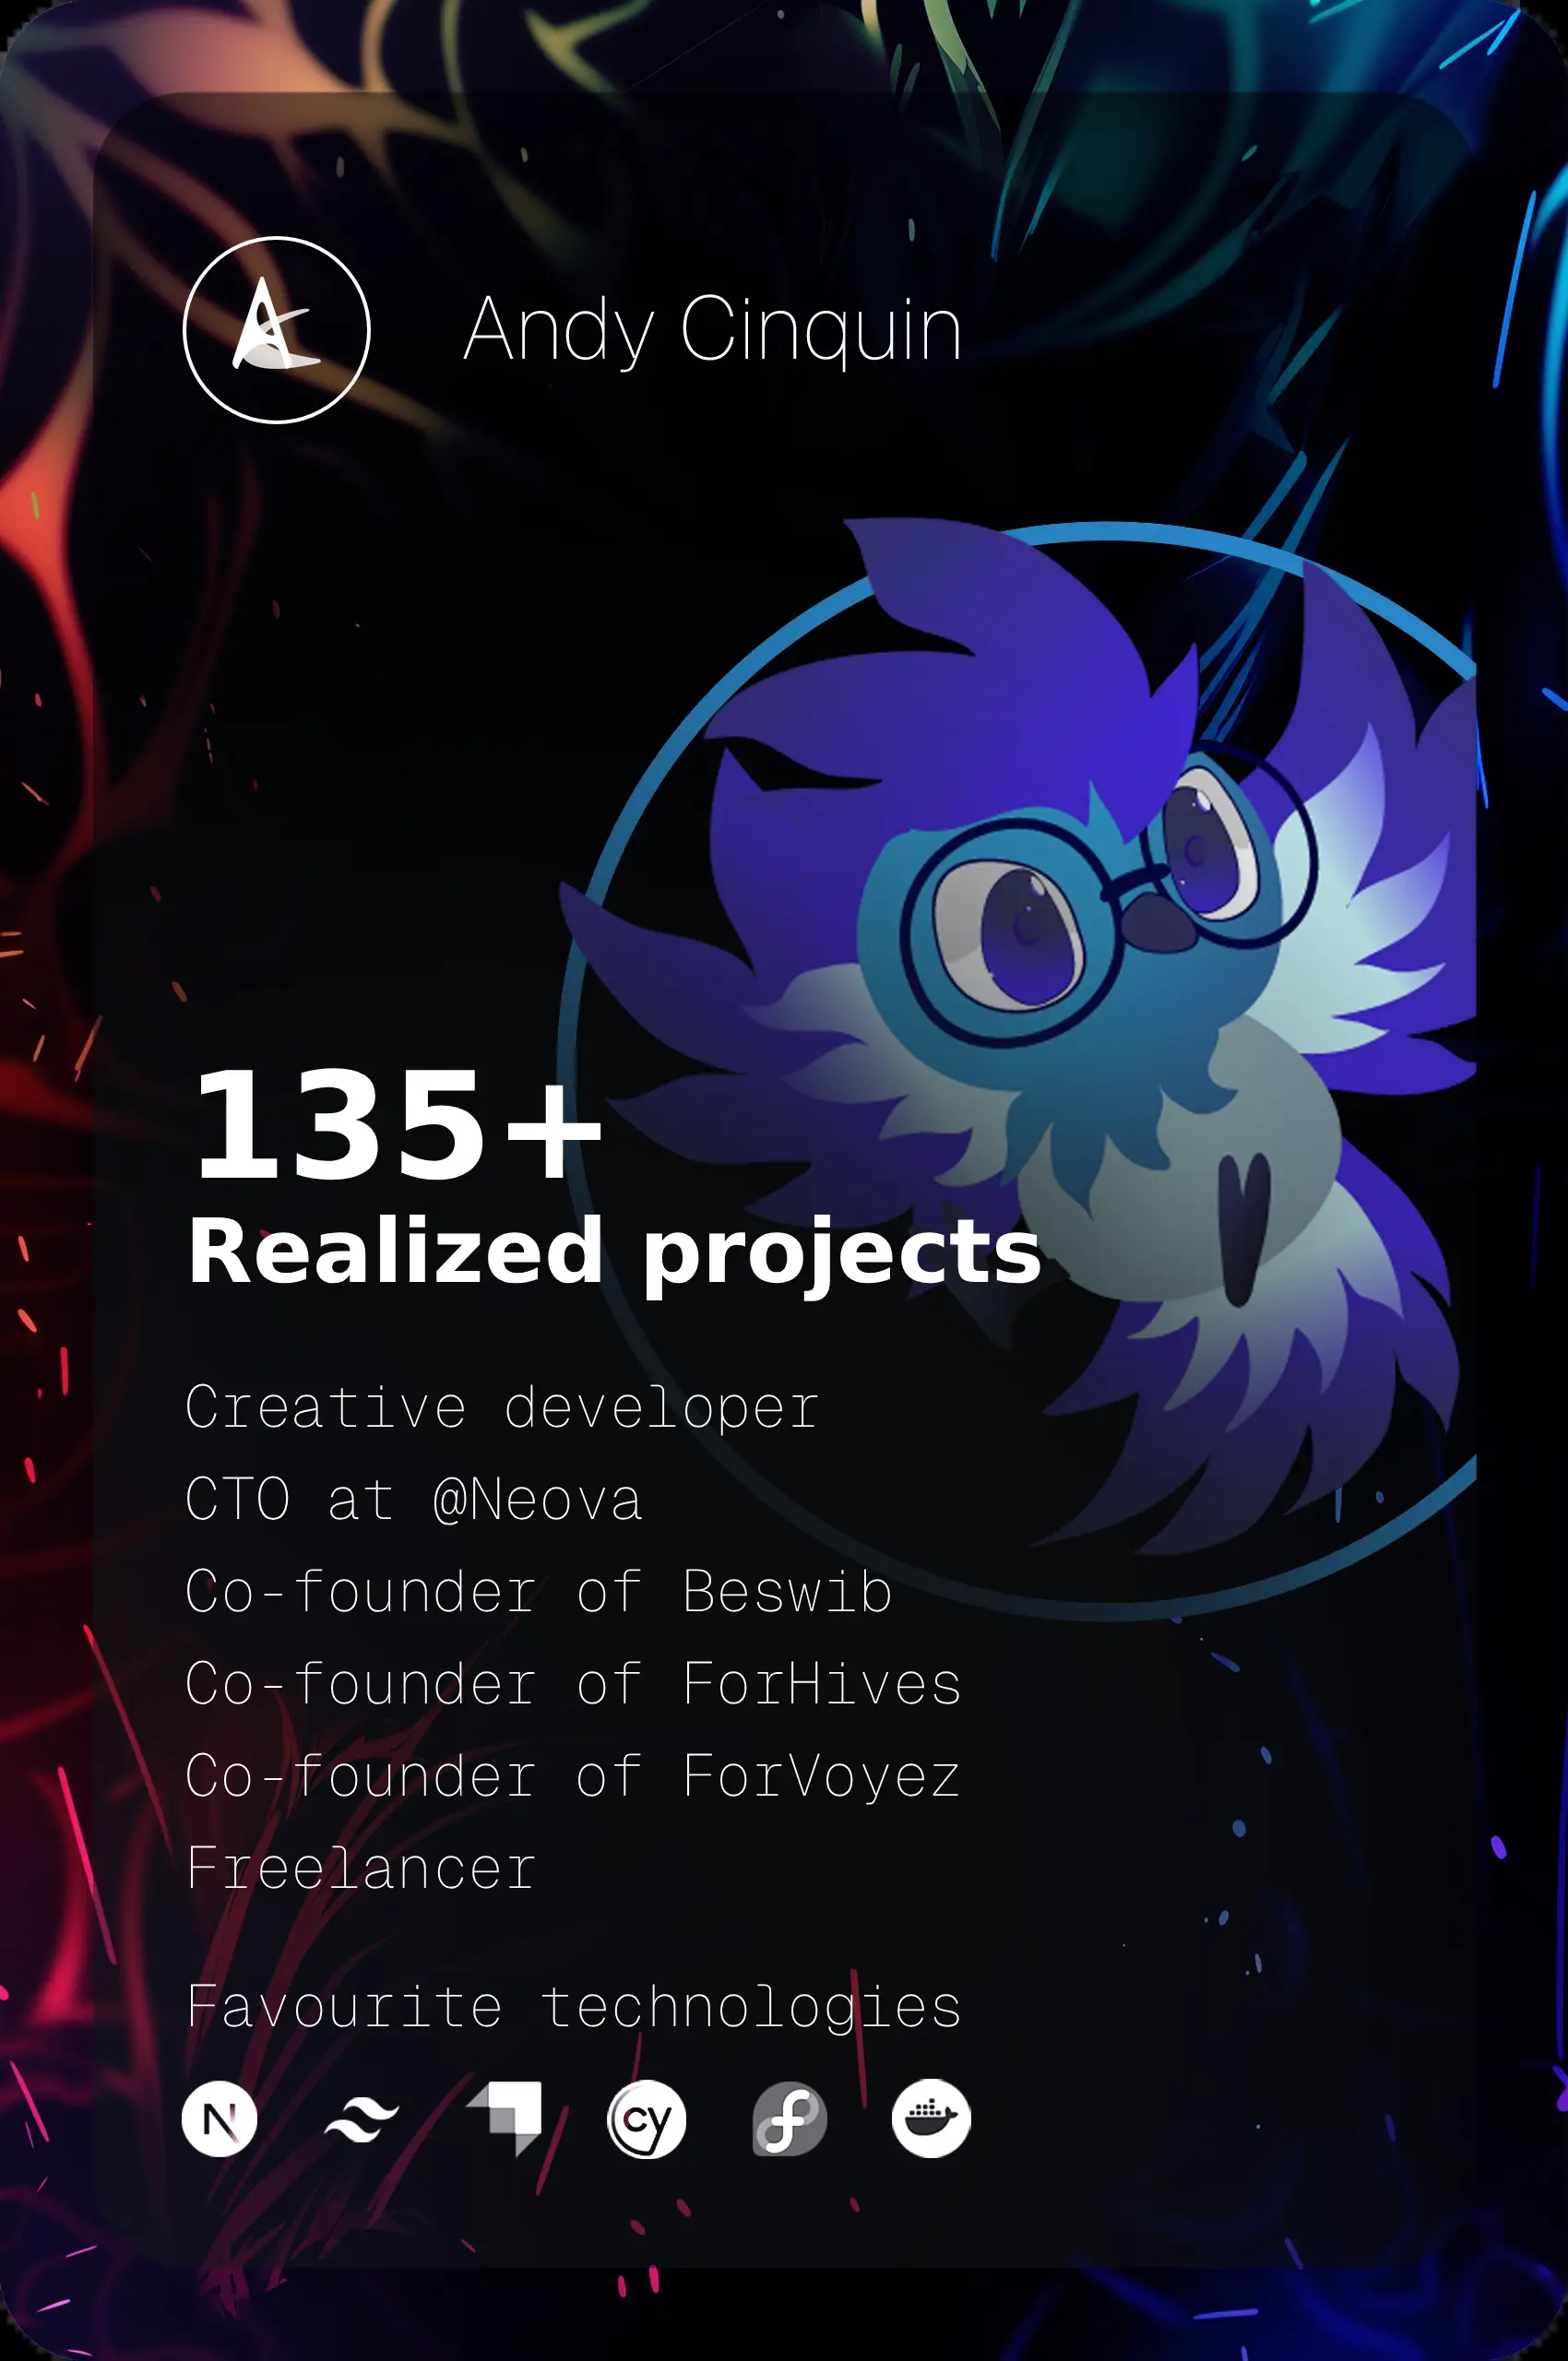 Andy Cinquin
135+
Realized projects
Creative developer
CTO at @Neova
Co-founder of Beswib
Co-founder of ForHives
Co-founder of ForVoyez
Freelancer
Favourite technologies
N cy f